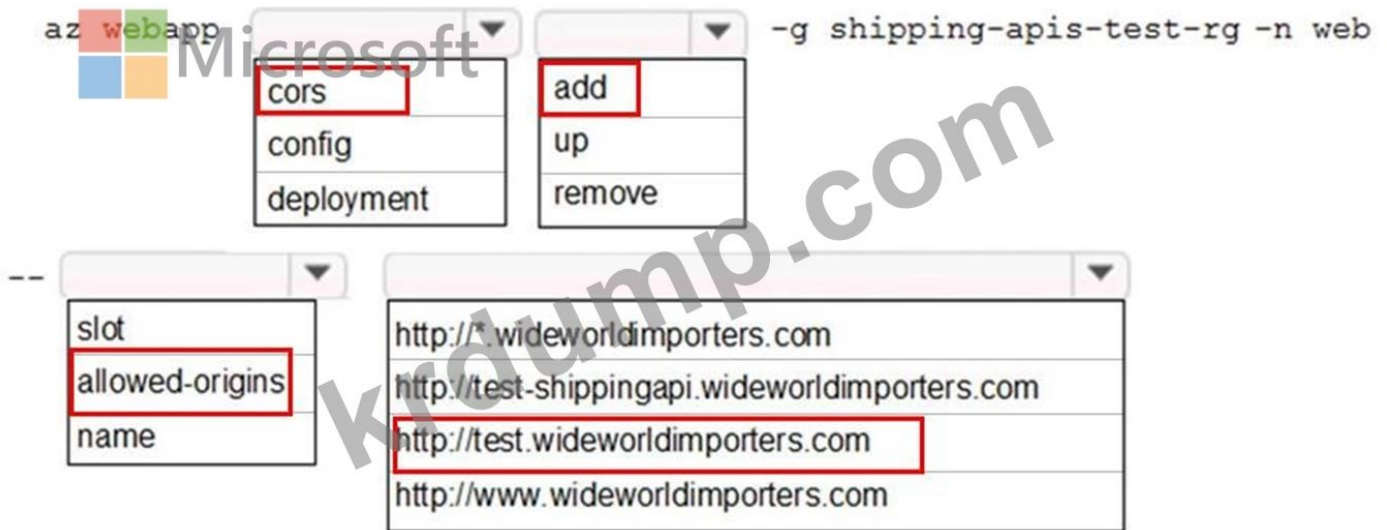 az webapp -g shipping-apis-test-rg -n web
Microsoft
cors add
config up
deployment remove
--
slot http://*.wideworldimporters.com
allowed-origins http://test-shippingapi.wideworldimporters.com
name http://test.wideworldimporters.com
http://www.wideworldimporters.com
krdump.com